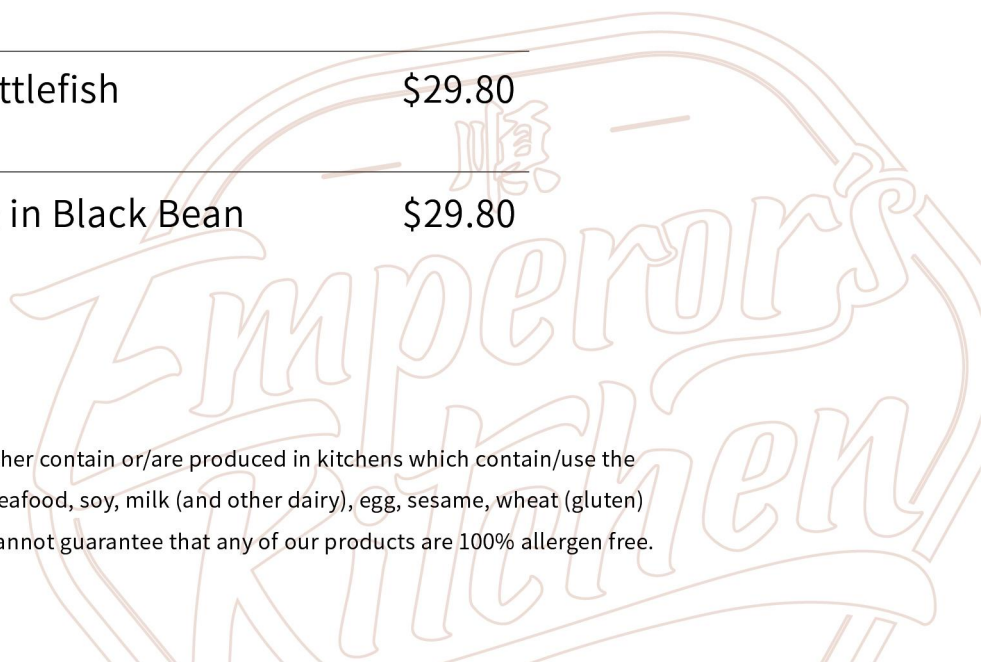 ttlefish $29.80
順
in Black Bean $29.80
Emperor's
Kitchen
her contain or/are produced in kitchens which contain/use the
eafood, soy, milk (and other dairy), egg, sesame, wheat (gluten)
annot guarantee that any of our products are 100% allergen free.